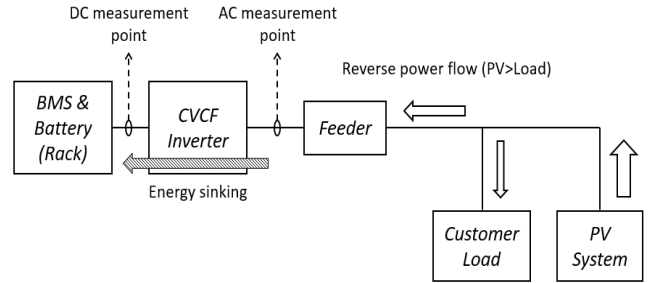 DC measurement
point
AC measurement
point
Reverse power flow (PV>Load)
BMS &
Battery
(Rack)
CVCF
Inverter
Feeder
Energy sinking
Customer
Load
PV
System